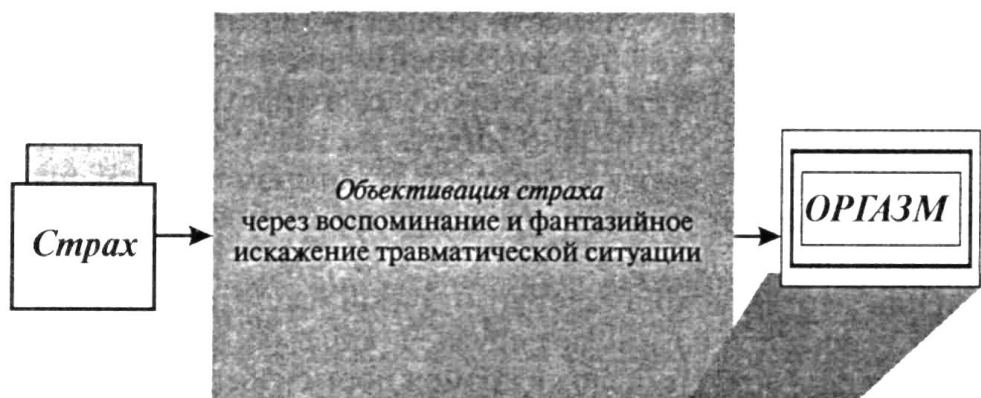 Страх
Объективация страха
через воспоминание и фантазийное
искажение травматической ситуации
ОРГАЗМ